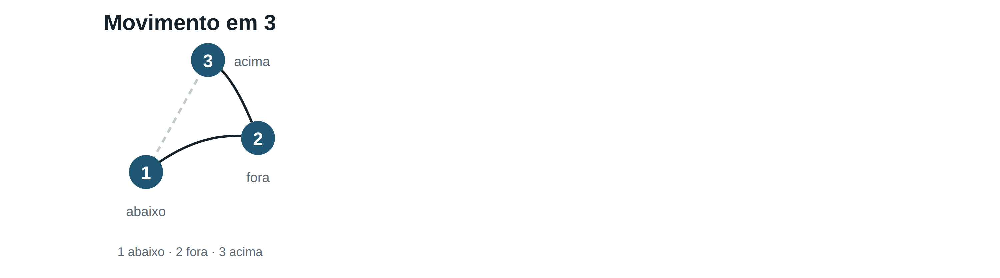 Movimento em 3
3
acima
2
fora
1
abaixo
1 abaixo · 2 fora · 3 acima